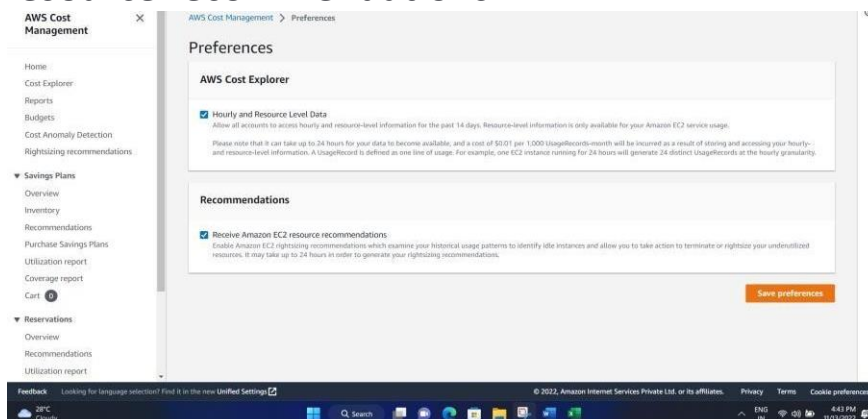 AWS Cost
Management
Home
Cost Explorer
Reports
Budgets
Cost Anomaly Detection
Rightsizing recommendations
Savings Plans
Overview
Inventory
Recommendations
Purchase Savings Plans
Utilization report
Coverage report
Cart 0
Reservations
Overview
Recommendations
Utilization report
AWS Cost Management > Preferences
Preferences
AWS Cost Explorer
Hourly and Resource Level Data
Allow all accounts to access hourly and resource-level information for the past 14 days. Resource-level information is only available for your Amazon EC2 service usage.
Please note that it can take up to 24 hours for your data to become available, and a cost of $0.01 per 1,000 UsageRecords-month will be incurred as a result of storing and accessing your hourly-
and resource-level information. A UsageRecord is defined as one line of usage. For example, one EC2 instance running for 24 hours will generate 24 distinct UsageRecords at the hourly granularity.
Recommendations
Receive Amazon EC2 resource recommendations
Enable Amazon EC2 rightsizing recommendations which examine your historical usage patterns to identify idle instances and allow you to take action to terminate or rightsize your underutilized
resources. It may take up to 24 hours in order to generate your rightsizing recommendations.
Save preferences
Feedback Looking for language selection? Find it in the new Unified Settings
© 2022, Amazon Internet Services Private Ltd. or its affiliates. Privacy Terms Cookie preferen
28°C
Cloudy
Search
ENG
IN
4:43 PM
11/13/2022